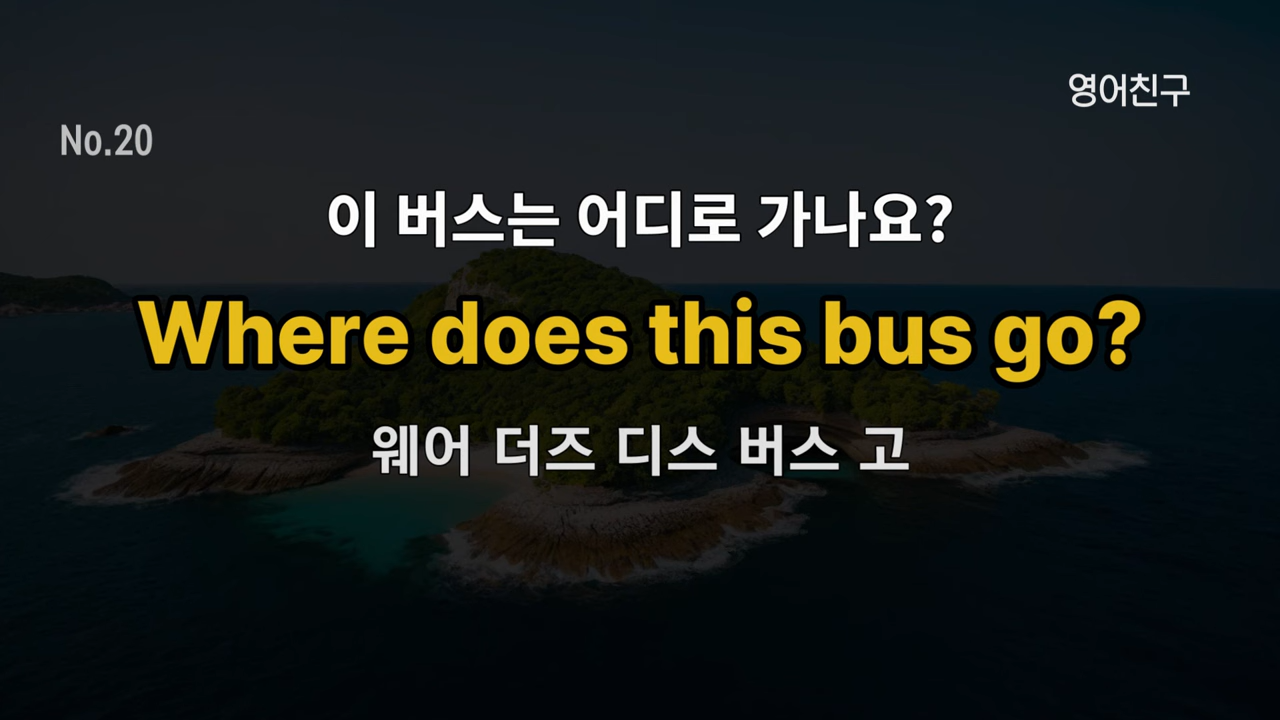 영어친구
No.20
이 버스는 어디로 가나요?
Where does this bus go?
웨어 더즈 디스 버스 고